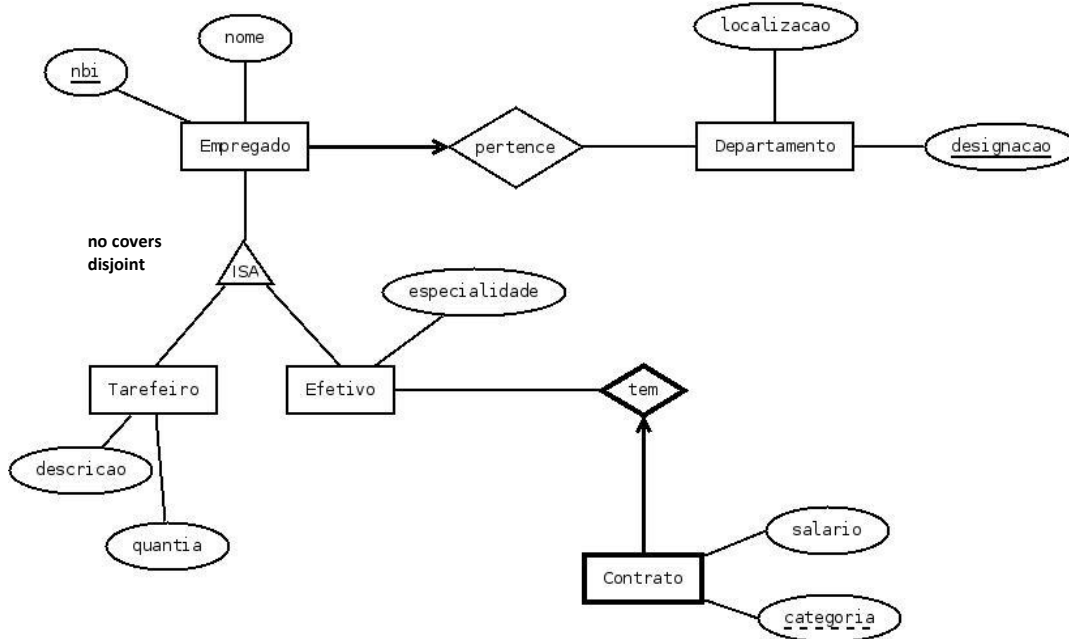 localizacao
nome
nbi
Empregado
pertence
Departamento
designacao
no covers
disjoint
ISA
especialidade
Tarefeiro
Efetivo
tem
descricao
quantia
salario
Contrato
categoria